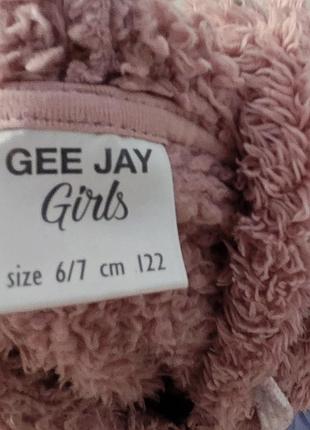 GEE JAY
Girls
size 6/7 cm 122